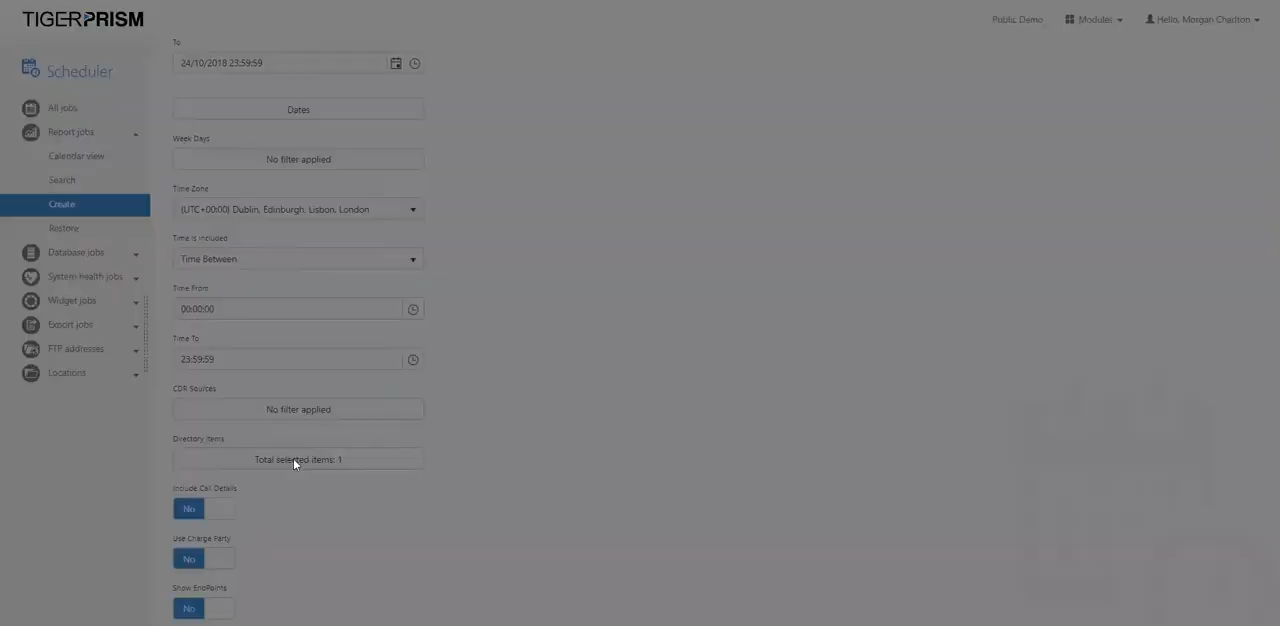 TIGERPRISM
Public Demo
Modules
Hello, Morgan Charlton
Scheduler
All jobs
Report jobs
Calendar view
Search
Create
Restore
Database jobs
System health jobs
Widget jobs
Export jobs
FTP addresses
Locations
To
24/10/2018 23:59:59
Dates
Week Days
No filter applied
Time Zone
(UTC+00:00) Dublin, Edinburgh, Lisbon, London
Time is included
Time Between
Time From
00:00:00
Time To
23:59:59
CDR Sources
No filter applied
Directory Items
Total selected items: 1
Include Call Details
No
Use Charge Party
No
Show EndPoints
No